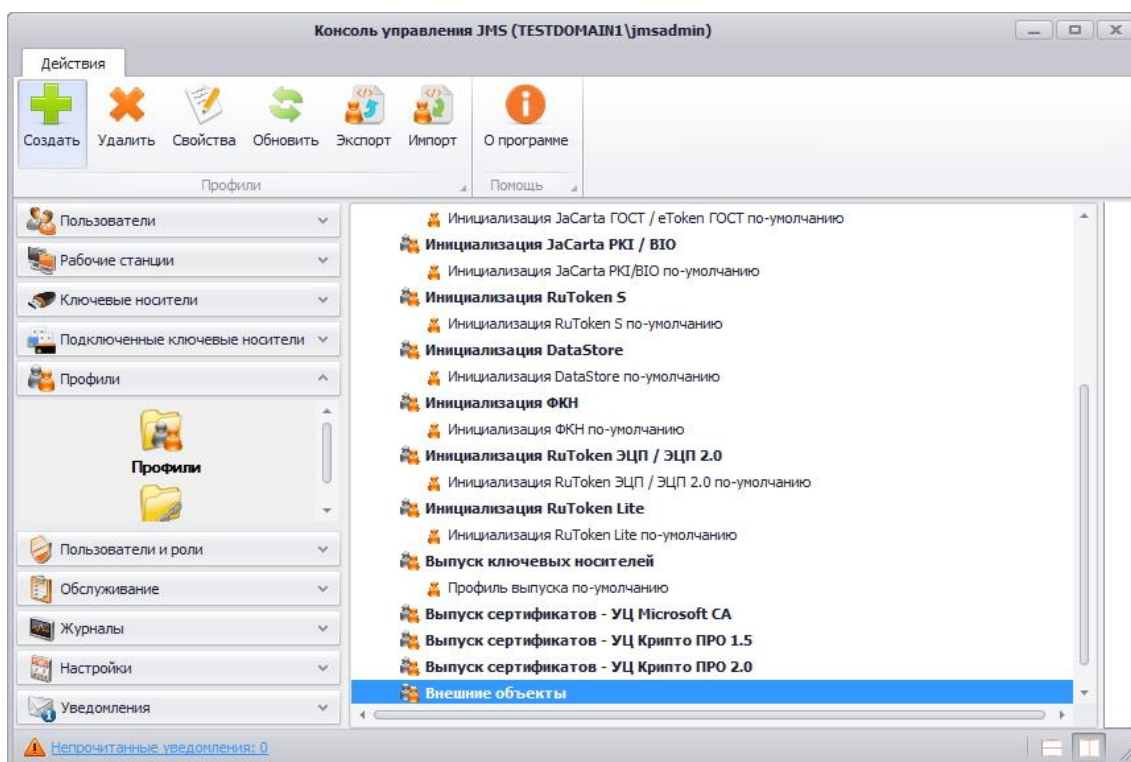 Консоль управления JMS (TESTDOMAIN1\jmsadmin)
Действия
Создать Удалить Свойства Обновить Экспорт Импорт О программе
Профили Помощь
Пользователи
Рабочие станции
Ключевые носители
Подключенные ключевые носители
Профили
Профили
Пользователи и роли
Обслуживание
Журналы
Настройки
Уведомления
Инициализация JaCarta ГОСТ / eToken ГОСТ по-умолчанию
Инициализация JaCarta PKI / BIO
Инициализация JaCarta PKI/BIO по-умолчанию
Инициализация RuToken S
Инициализация RuToken S по-умолчанию
Инициализация DataStore
Инициализация DataStore по-умолчанию
Инициализация ФКН
Инициализация ФКН по-умолчанию
Инициализация RuToken ЭЦП / ЭЦП 2.0
Инициализация RuToken ЭЦП / ЭЦП 2.0 по-умолчанию
Инициализация RuToken Lite
Инициализация RuToken Lite по-умолчанию
Выпуск ключевых носителей
Профиль выпуска по-умолчанию
Выпуск сертификатов - УЦ Microsoft CA
Выпуск сертификатов - УЦ Крипто ПРО 1.5
Выпуск сертификатов - УЦ Крипто ПРО 2.0
Внешние объекты
Непрочитанные уведомления: 0